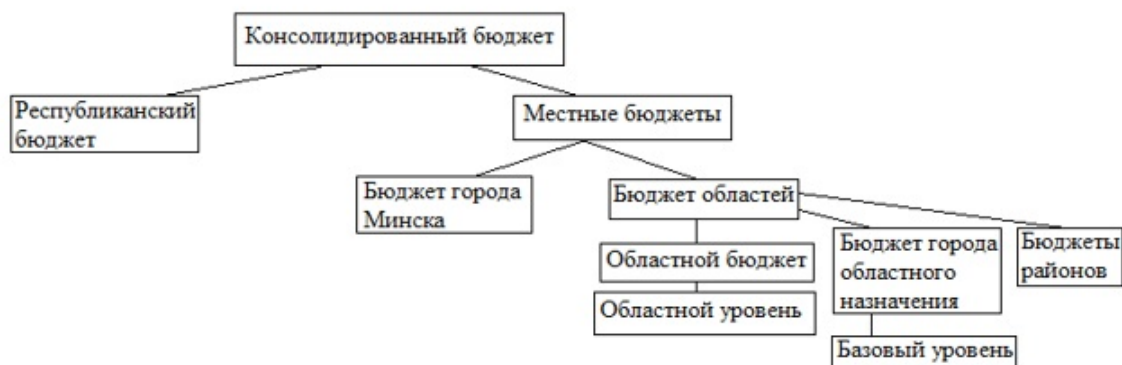 Консолидированный бюджет
Республиканский
бюджет
Местные бюджеты
Бюджет города
Минска
Бюджет областей
Областной бюджет
Областной уровень
Бюджет города
областного
назначения
Базовый уровень
Бюджеты
районов